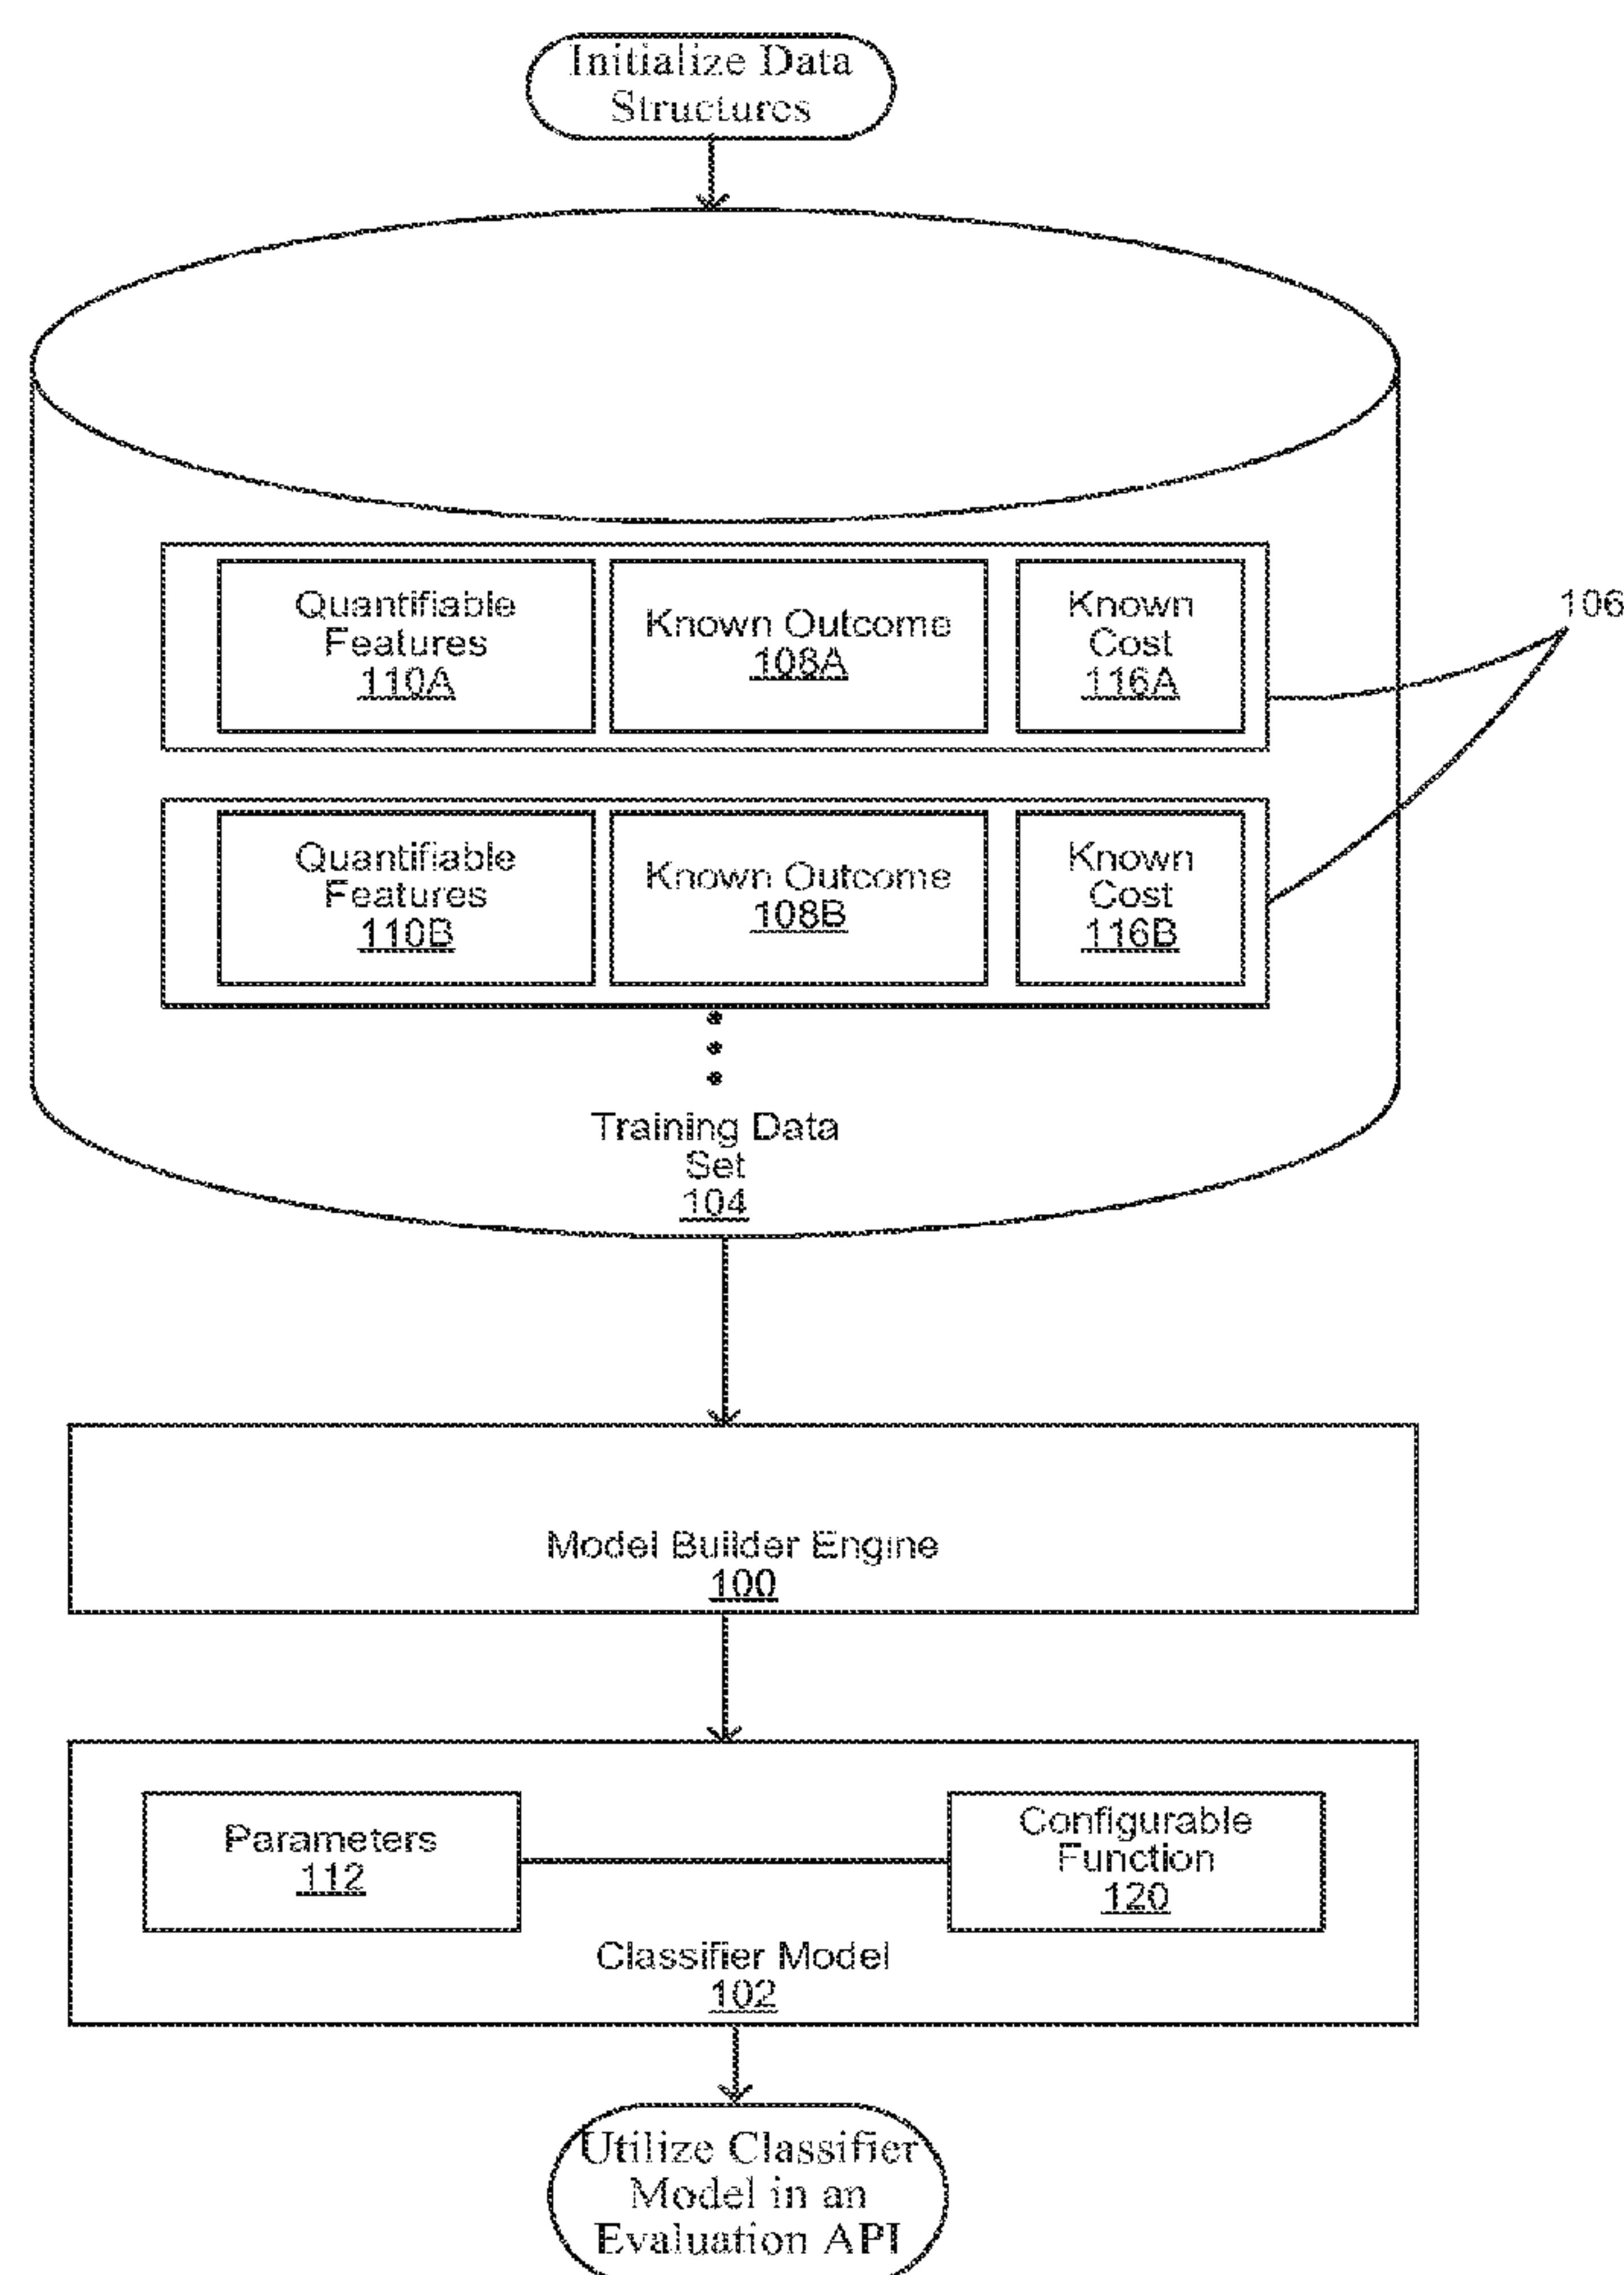 Initialize Data
Structures
Quantifiable
Features
110A
Known Outcome
108A
Known
Cost
116A
106
Quantifiable
Features
110B
Known Outcome
108B
Known
Cost
116B
Training Data
Set
104
Model Builder Engine
100
Parameters
112
Configurable
Function
120
Classifier Model
102
Utilize Classifier
Model in an
Evaluation API